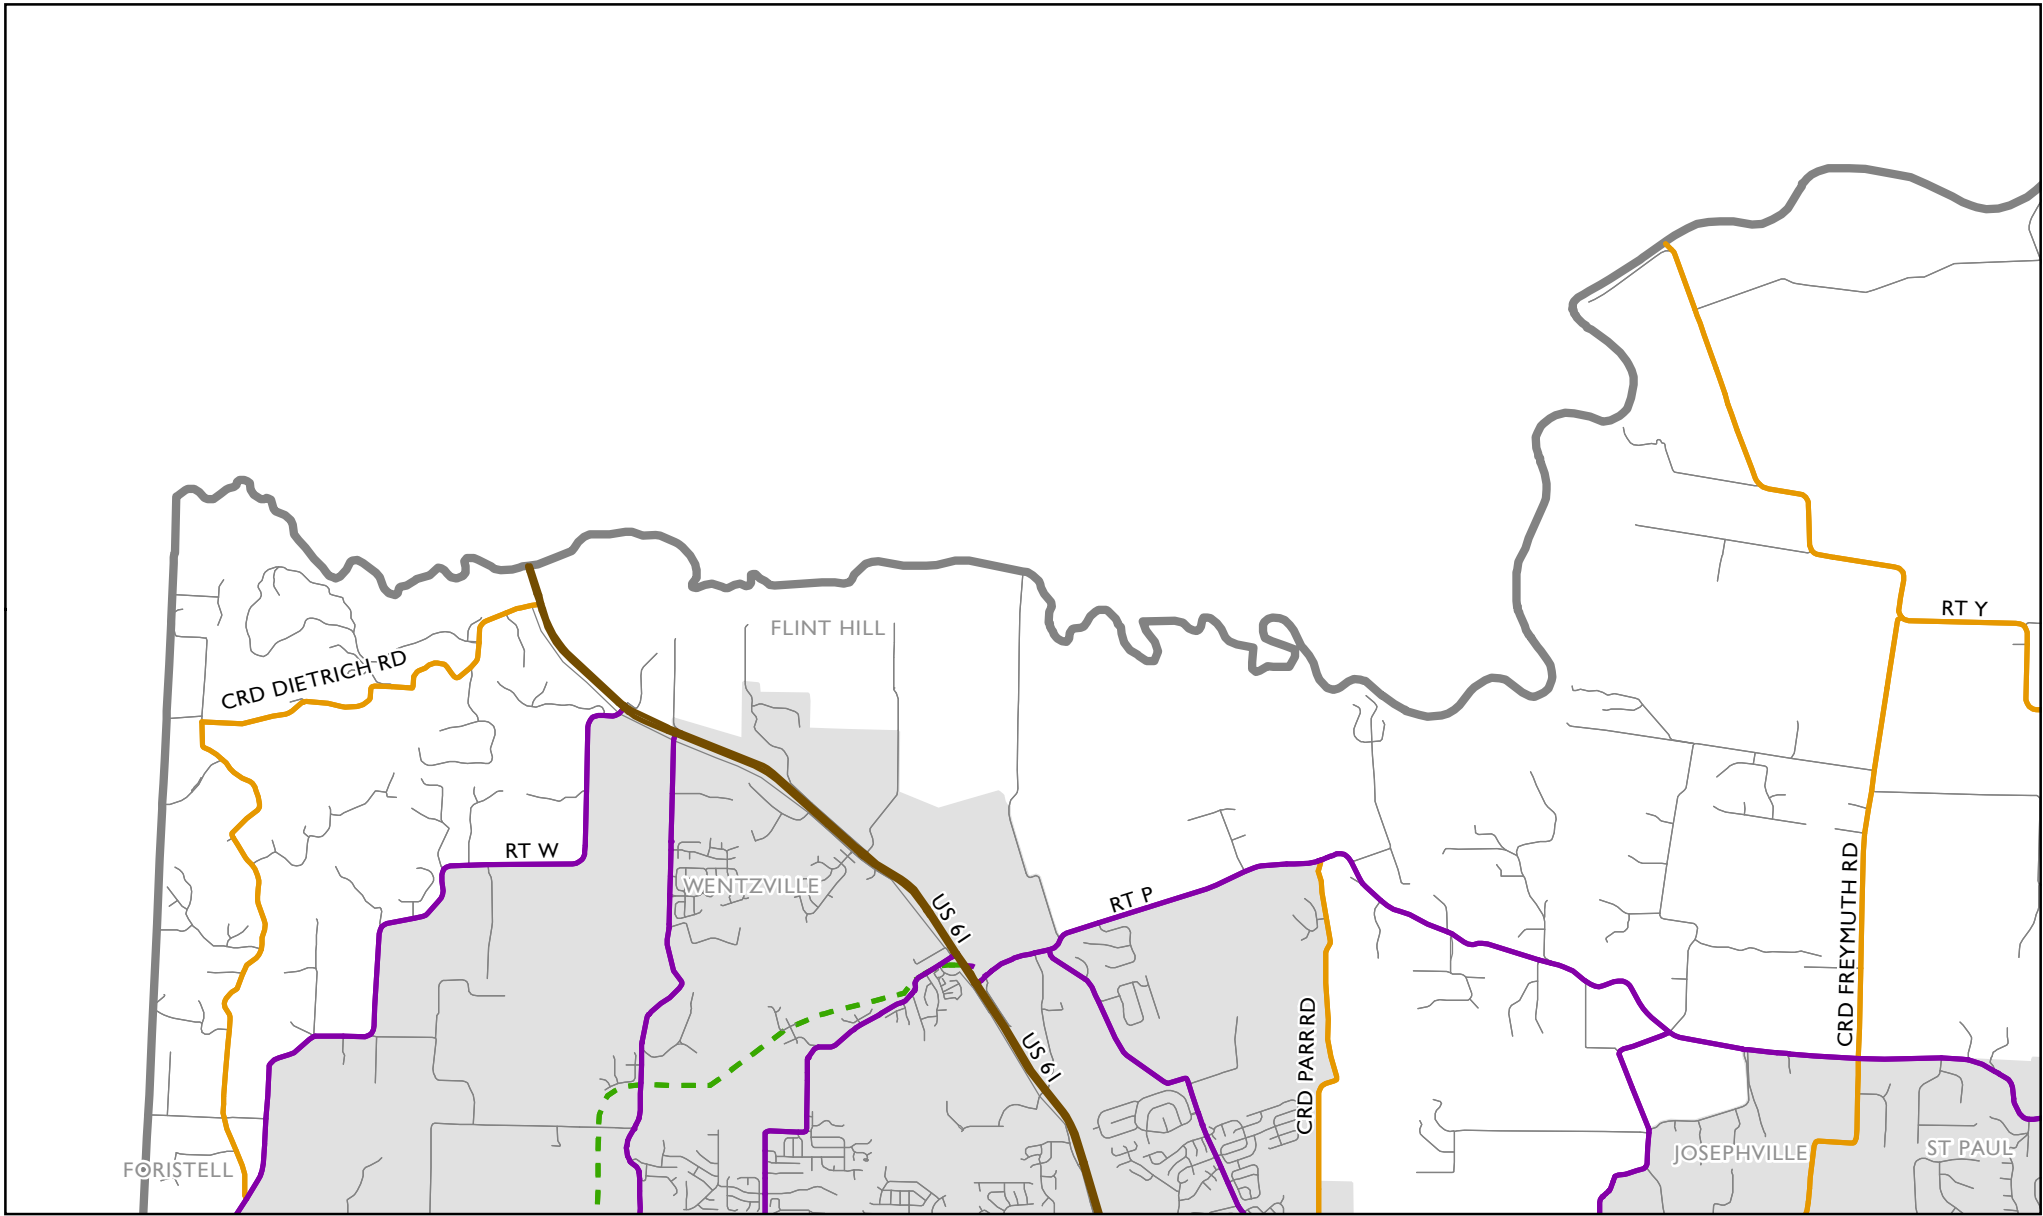 RT Y
FLINT HILL
CRD DIETRICH RD
RT W
WENTZVILLE
RT P
US 61
CRD FREYMUTH RD
US 61
CRD PARR RD
FORISTELL
JOSEPHVILLE
ST PAUL